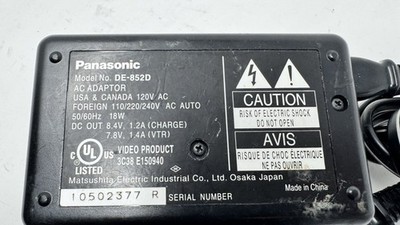 Panasonic
Model No. DE-852D
AC ADAPTOR
USA & CANADA 120V AC
FOREIGN 110/220/240V AC AUTO
50/60Hz 18W
DC OUT 8.4V, 1.2A (CHARGE)
7.8V, 1.4A (VTR)
C UL US LISTED
VIDEO PRODUCT
3C38 E150940
Matsushita Electric Industrial Co., Ltd. Osaka Japan
10502377 R SERIAL NUMBER
CAUTION
RISK OF ELECTRIC SHOCK
DO NOT OPEN
AVIS
RISQUE DE CHOC ÉLECTRIQUE
NE PAS OUVRIR
Made in China